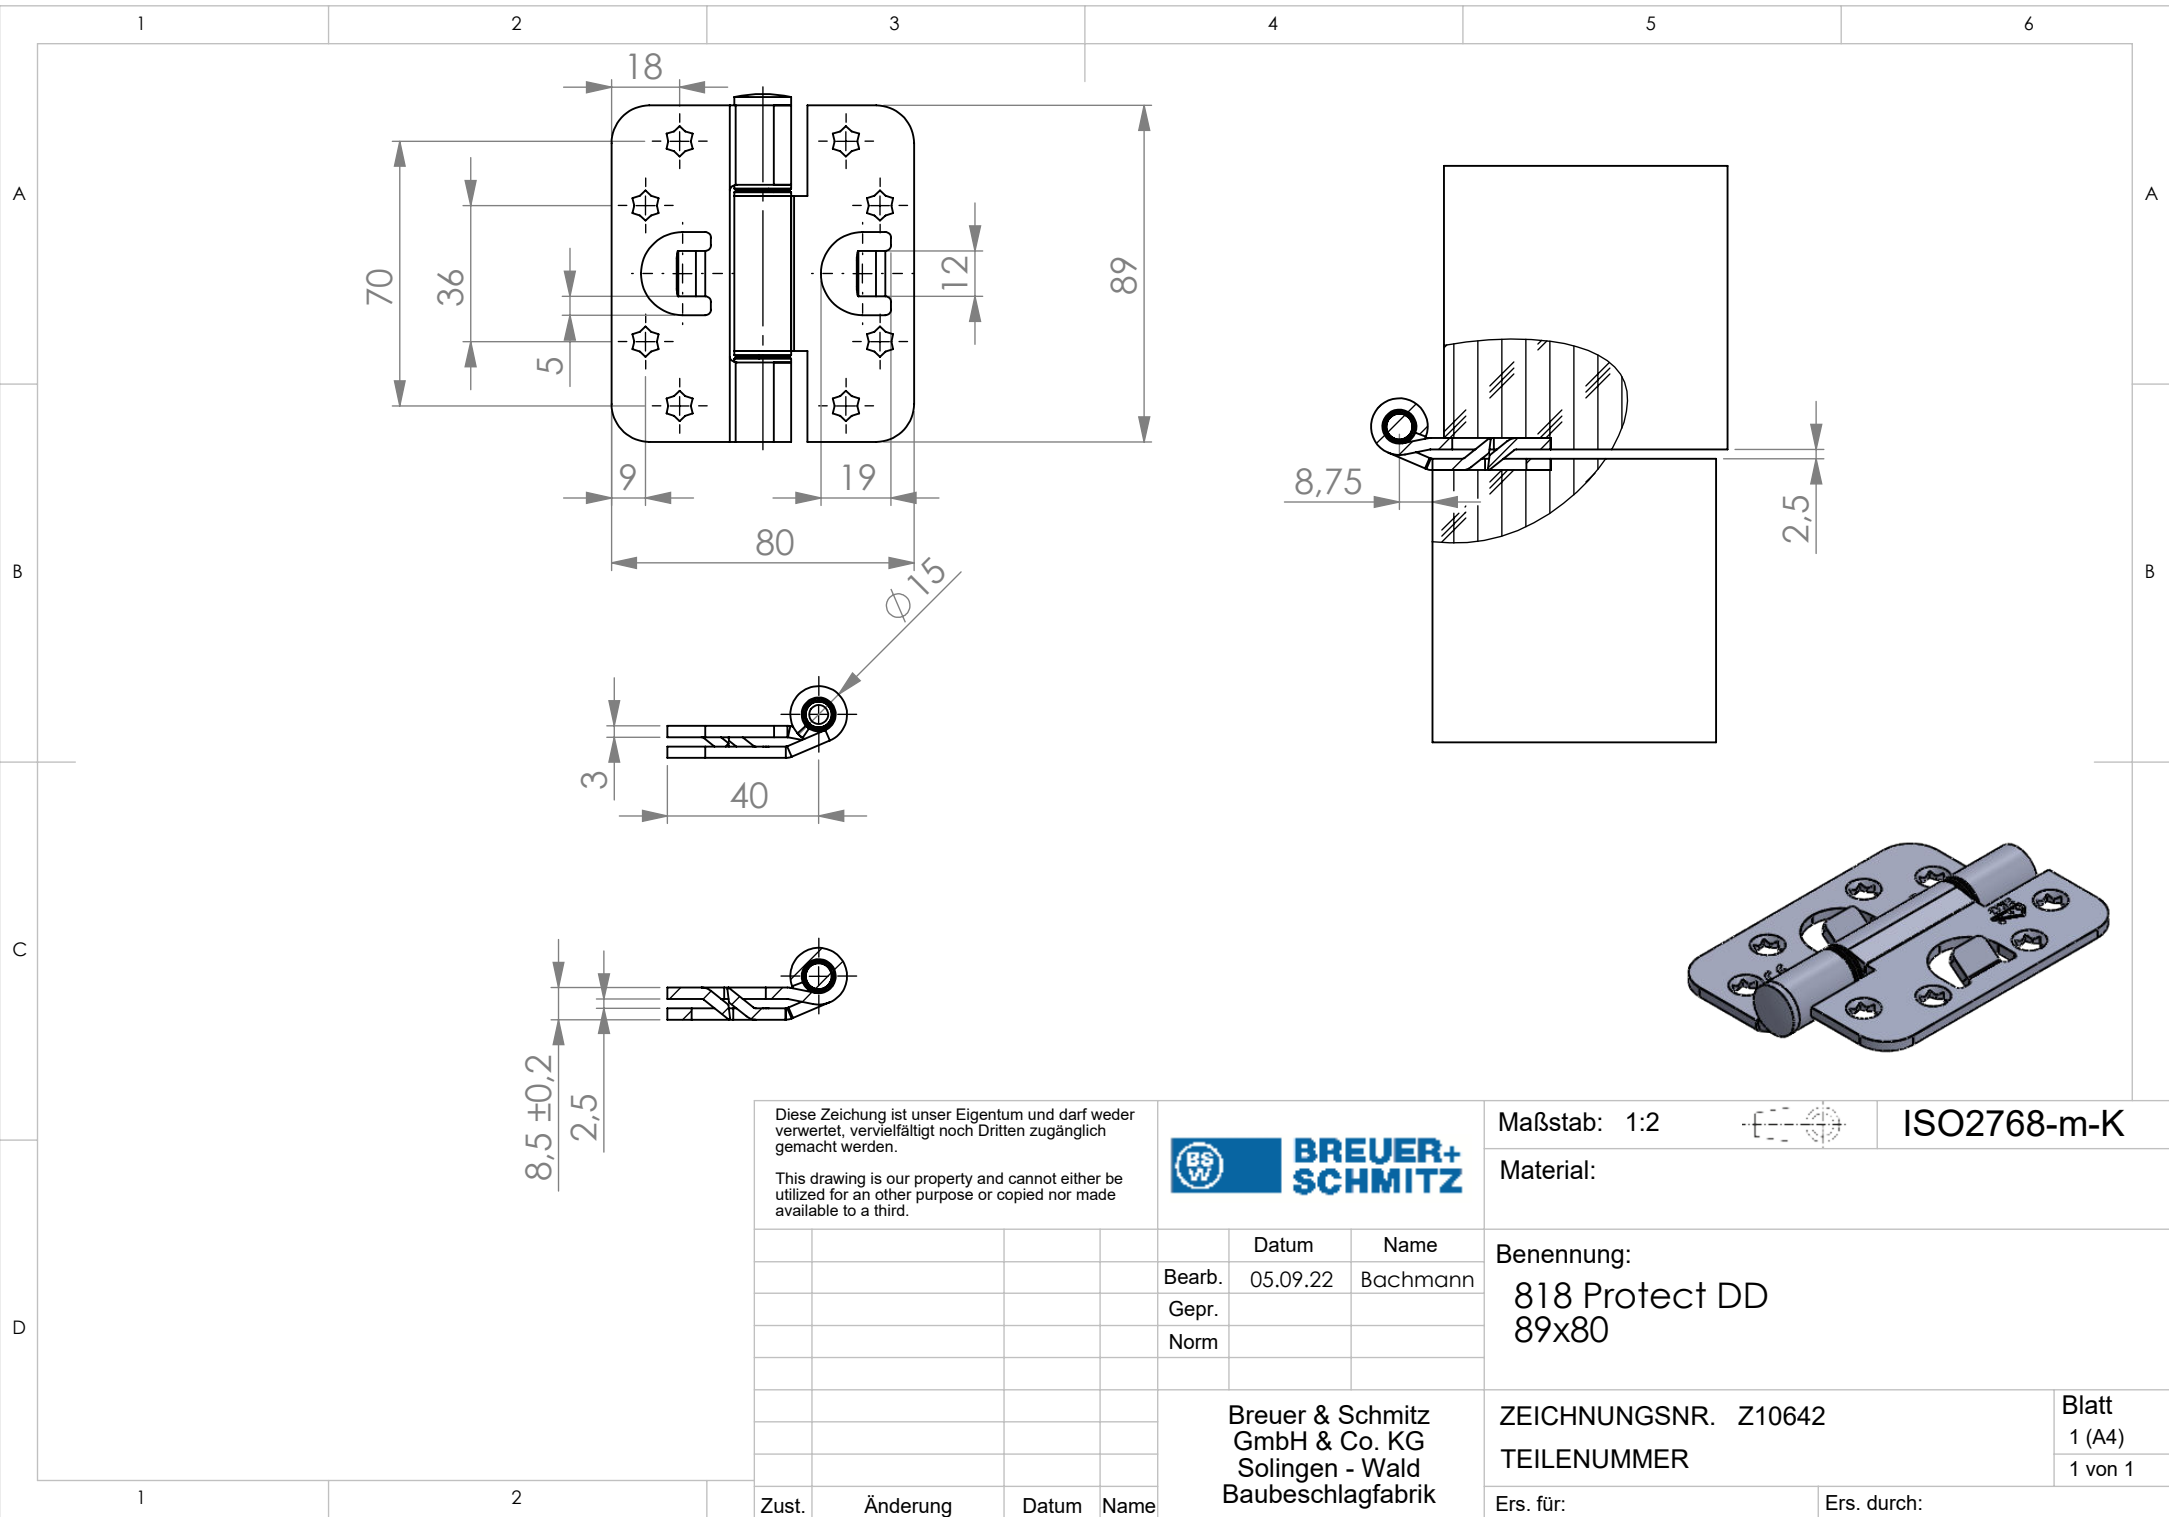 1 2 3 4 5 6
A A
B B
C
D
18
70
36
5
12
89
9
19
80
Ø 15
8,75
2,5
3
40
8,5 ±0,2
2,5
Diese Zeichung ist unser Eigentum und darf weder
verwertet, vervielfältigt noch Dritten zugänglich
gemacht werden.
This drawing is our property and cannot either be
utilized for an other purpose or copied nor made
available to a third.
BSW
BREUER+
SCHMITZ
Maßstab: 1:2
ISO2768-m-K
Material:
Datum Name
Bearb. 05.09.22 Bachmann
Gepr.
Norm
Benennung:
818 Protect DD
89x80
Breuer & Schmitz
GmbH & Co. KG
Solingen - Wald
Baubeschlagfabrik
ZEICHNUNGSNR. Z10642
TEILENUMMER
Blatt
1 (A4)
1 von 1
Zust. Änderung Datum Name
Ers. für: Ers. durch:
1 2